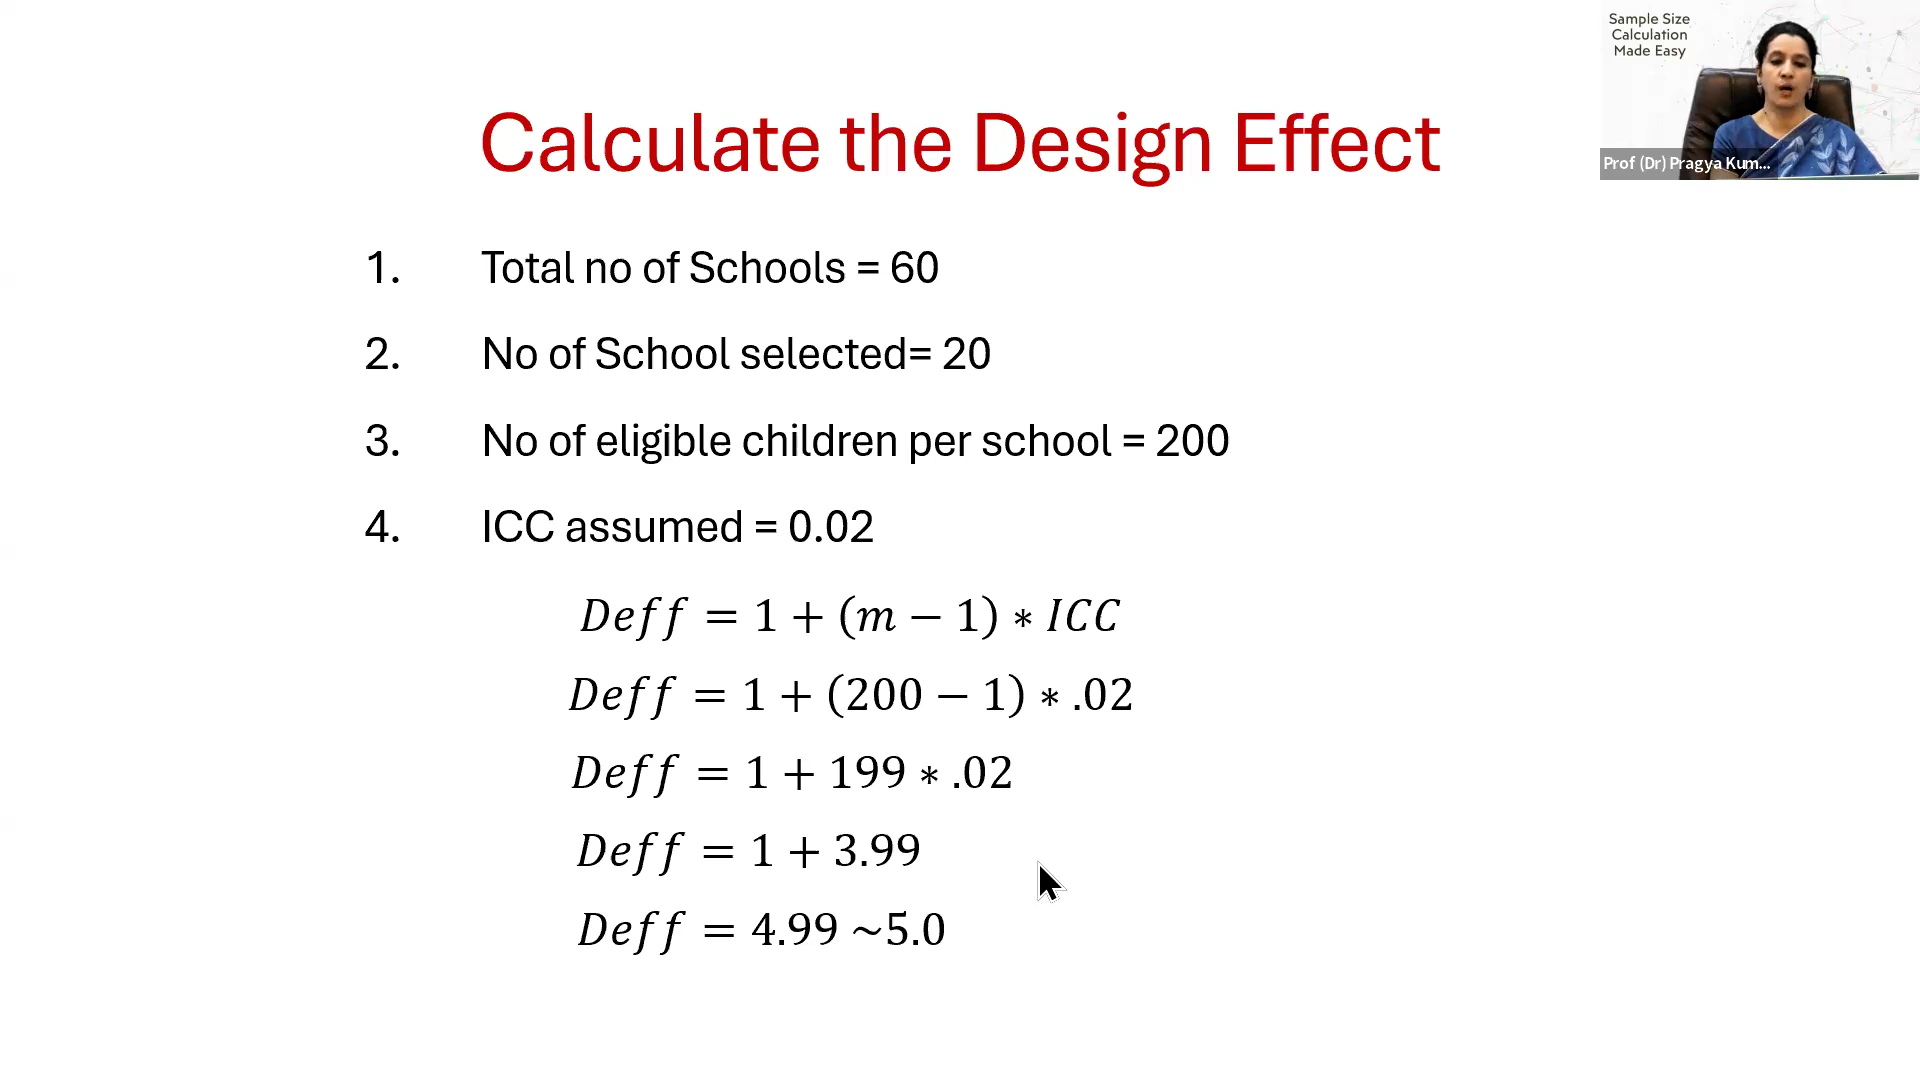 Sample Size
Calculation
Made Easy
Prof (Dr) Pragya Kum...
Calculate the Design Effect
1. Total no of Schools = 60
2. No of School selected= 20
3. No of eligible children per school = 200
4. ICC assumed = 0.02
Deff = 1 + (m − 1) ∗ ICC
Deff = 1 + (200 − 1) ∗ .02
Deff = 1 + 199 ∗ .02
Deff = 1 + 3.99
Deff = 4.99 ~5.0